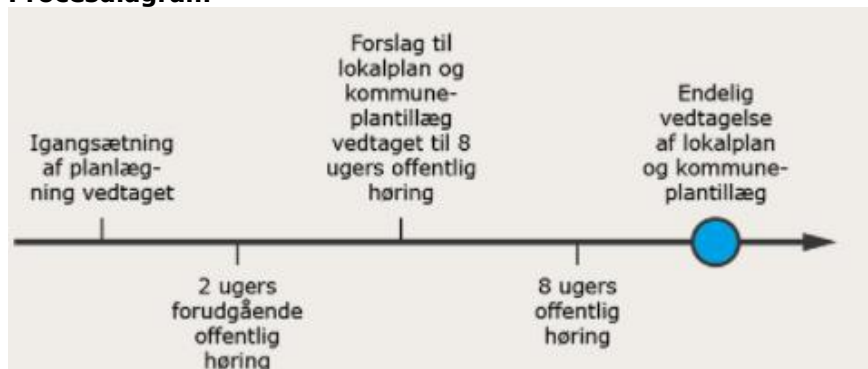 Procesdiagram
Igangsætning
af planlæg-
ning vedtaget
2 ugers
forudgående
offentlig
høring
Forslag til
lokalplan og
kommune-
plantillæg
vedtaget til 8
ugers offentlig
høring
8 ugers
offentlig
høring
Endelig
vedtagelse
af lokalplan
og kommune-
plantillæg